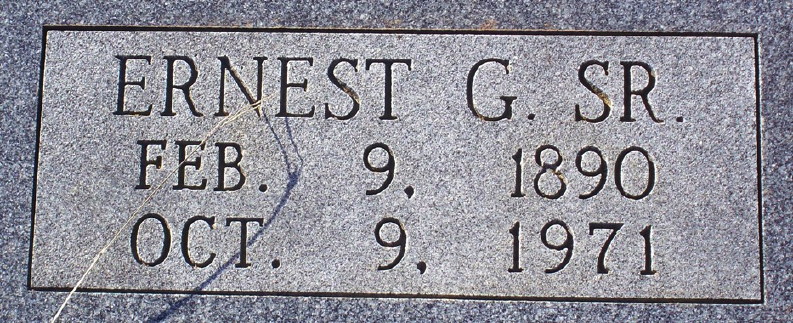 ERNEST G. SR.
FEB. 9, 1890
OCT. 9, 1971